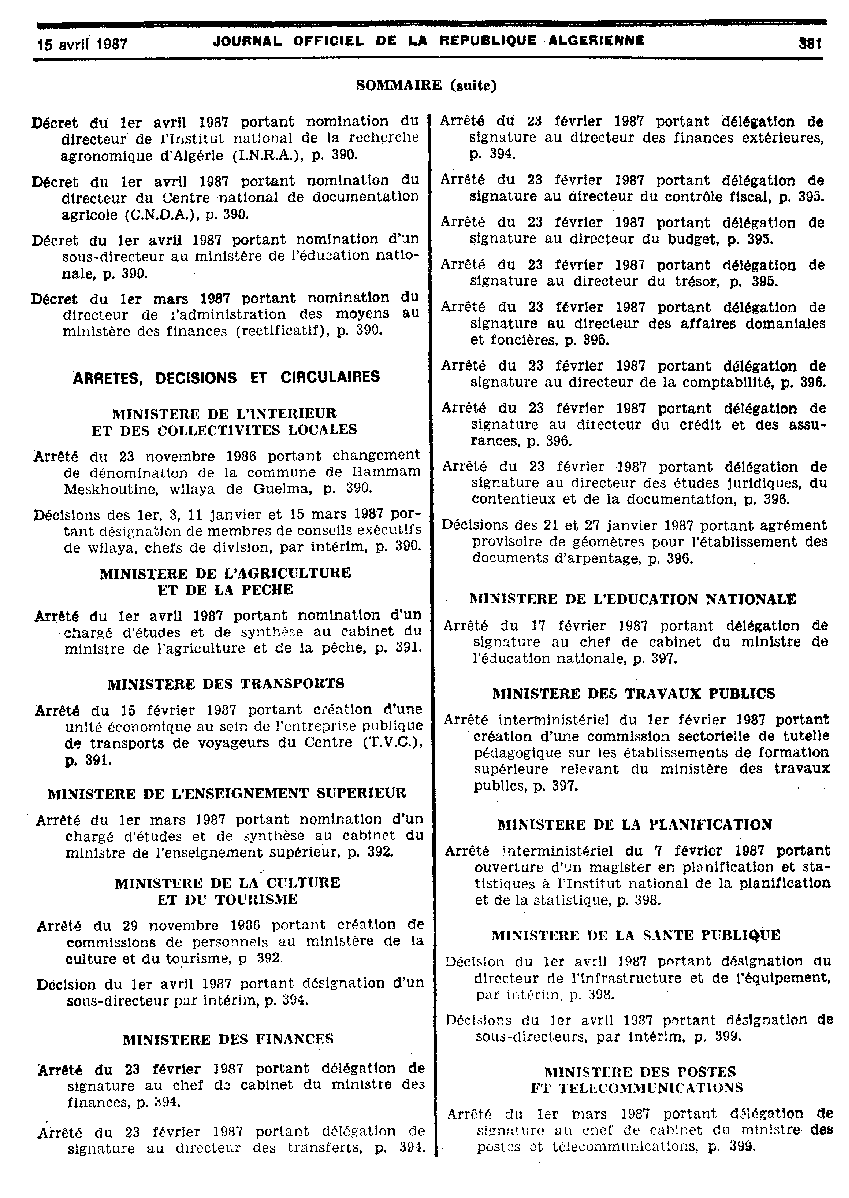 15 avril 1987 JOURNAL OFFICIEL DE LA REPUBLIQUE ALGERIENNE 381
SOMMAIRE (suite)
Décret du 1er avril 1987 portant nomination du
directeur de l'Institut national de la recherche
agronomique d'Algérie (I.N.R.A.), p. 390.
Décret du 1er avril 1987 portant nomination du
directeur du Centre national de documentation
agricole (C.N.D.A.), p. 390.
Décret du 1er avril 1987 portant nomination d'un
sous-directeur au ministère de l'éducation natio-
nale, p. 390.
Décret du 1er mars 1987 portant nomination du
directeur de l'administration des moyens au
ministère des finances (rectificatif), p. 390.
ARRETES, DECISIONS ET CIRCULAIRES
MINISTERE DE L'INTERIEUR
ET DES COLLECTIVITES LOCALES
Arrêté du 23 novembre 1986 portant changement
de dénomination de la commune de Hammam
Meskhoutine, wilaya de Guelma, p. 390.
Décisions des 1er, 3, 11 janvier et 15 mars 1987 por-
tant désignation de membres de conseils exécutifs
de wilaya, chefs de division, par intérim, p. 390.
MINISTERE DE L'AGRICULTURE
ET DE LA PECHE
Arrêté du 1er avril 1987 portant nomination d'un
chargé d'études et de synthèse au cabinet du
ministre de l'agriculture et de la pêche, p. 391.
MINISTERE DES TRANSPORTS
Arrêté du 15 février 1987 portant création d'une
unité économique au sein de l'entreprise publique
de transports de voyageurs du Centre (T.V.C.),
p. 391.
MINISTERE DE L'ENSEIGNEMENT SUPERIEUR
Arrêté du 1er mars 1987 portant nomination d'un
chargé d'études et de synthèse au cabinet du
ministre de l'enseignement supérieur, p. 392.
MINISTERE DE LA CULTURE
ET DU TOURISME
Arrêté du 29 novembre 1986 portant création de
commissions de personnels au ministère de la
culture et du tourisme, p 392.
Décision du 1er avril 1987 portant désignation d'un
sous-directeur par intérim, p. 394.
MINISTERE DES FINANCES
Arrêté du 23 février 1987 portant délégation de
signature au chef de cabinet du ministre des
finances, p. 394.
Arrêté du 23 février 1987 portant délégation de
signature au directeur des transferts, p. 394.
Arrêté du 23 février 1987 portant délégation de
signature au directeur des finances extérieures,
p. 394.
Arrêté du 23 février 1987 portant délégation de
signature au directeur du contrôle fiscal, p. 395.
Arrêté du 23 février 1987 portant délégation de
signature au directeur du budget, p. 395.
Arrêté du 23 février 1987 portant délégation de
signature au directeur du trésor, p. 395.
Arrêté du 23 février 1987 portant délégation de
signature au directeur des affaires domaniales
et foncières, p. 396.
Arrêté du 23 février 1987 portant délégation de
signature au directeur de la comptabilité, p. 396.
Arrêté du 23 février 1987 portant délégation de
signature au directeur du crédit et des assu-
rances, p. 396.
Arrêté du 23 février 1987 portant délégation de
signature au directeur des études juridiques, du
contentieux et de la documentation, p. 396.
Décisions des 21 et 27 janvier 1987 portant agrément
provisoire de géomètres pour l'établissement des
documents d'arpentage, p. 396.
MINISTERE DE L'EDUCATION NATIONALE
Arrêté du 17 février 1987 portant délégation de
signature au chef de cabinet du ministre de
l'éducation nationale, p. 397.
MINISTERE DES TRAVAUX PUBLICS
Arrêté interministériel du 1er février 1987 portant
création d'une commission sectorielle de tutelle
pédagogique sur les établissements de formation
supérieure relevant du ministère des travaux
publics, p. 397.
MINISTERE DE LA PLANIFICATION
Arrêté interministériel du 7 février 1987 portant
ouverture d'un magister en planification et sta-
tistiques à l'Institut national de la planification
et de la statistique, p. 398.
MINISTERE DE LA SANTE PUBLIQUE
Décision du 1er avril 1987 portant désignation du
directeur de l'infrastructure et de l'équipement,
par intérim, p. 398.
Décisions du 1er avril 1987 portant désignation de
sous-directeurs, par intérim, p. 399.
MINISTERE DES POSTES
ET TELECOMMUNICATIONS
Arrêté du 1er mars 1987 portant délégation de
signature au chef de cabinet du ministre des
postes et télécommunications, p. 399.